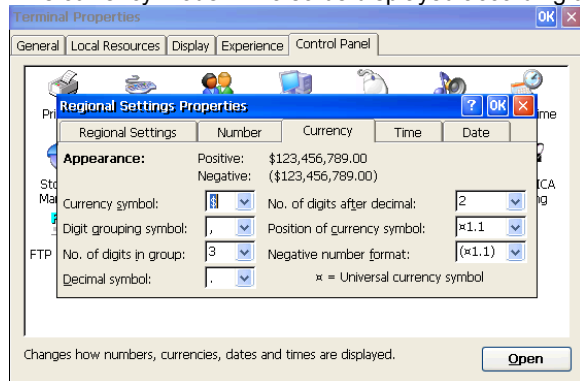 Terminal Properties OK
General Local Resources Display Experience Control Panel
Regional Settings Properties ? OK
Regional Settings Number Currency Time Date
Appearance: Positive: $123,456,789.00
Negative: ($123,456,789.00)
Currency symbol: $ No. of digits after decimal: 2
Digit grouping symbol: , Position of currency symbol: ¤1.1
No. of digits in group: 3 Negative number format: (¤1.1)
Decimal symbol: . ¤ = Universal currency symbol
FTP
Changes how numbers, currencies, dates and times are displayed.
Open